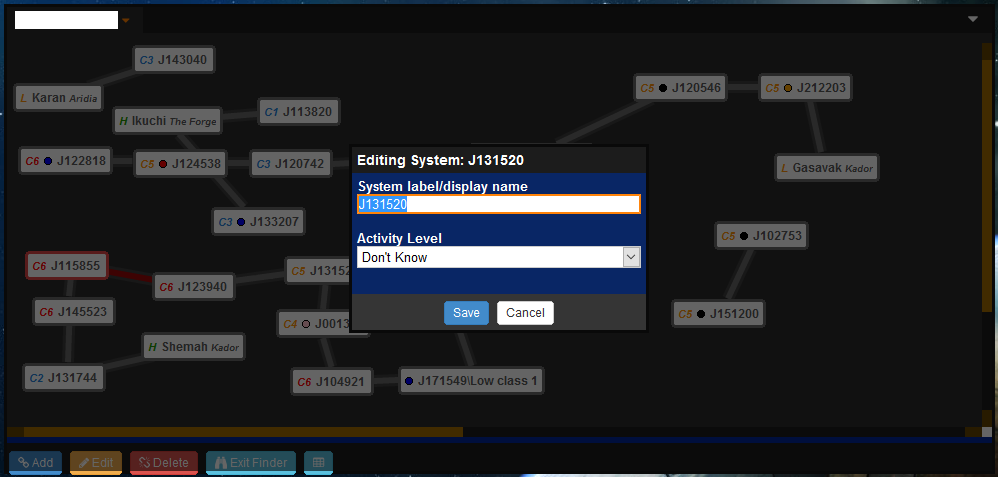 C3 J143040
L Karan Aridia
C1 J113820
H Ikuchi The Forge
C5 J120546
C5 J212203
C6 J122818
C5 J124538
C3 J120742
L Gasavak Kador
Editing System: J131520
System label/display name
J131520
C3 J133207
Activity Level
Don't Know
C5 J102753
C6 J115855
C5 J13152
C6 J123940
C6 J145523
Save
Cancel
C5 J151200
C4 J0013
H Shemah Kador
C2 J131744
C6 J104921
J171549\Low class 1
Add
Edit
Delete
Exit Finder